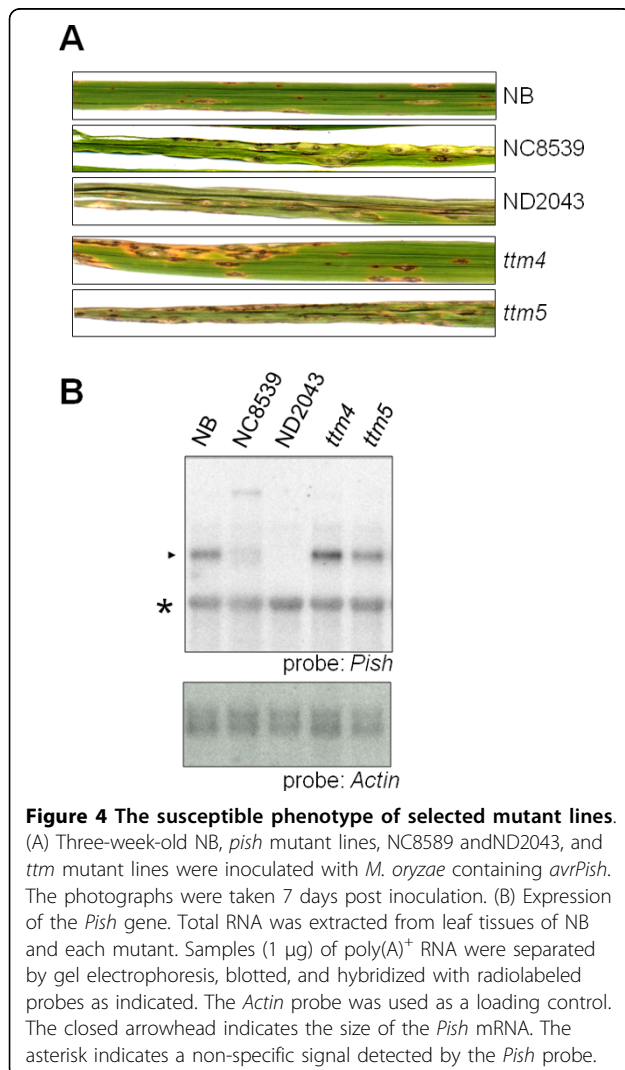 A
NB
NC8539
ND2043
ttm4
ttm5
B
NB NC8539 ND2043 ttm4 ttm5
*
probe: Pish
probe: Actin
Figure 4 The susceptible phenotype of selected mutant lines.
(A) Three-week-old NB, pish mutant lines, NC8589 andND2043, and
ttm mutant lines were inoculated with M. oryzae containing avrPish.
The photographs were taken 7 days post inoculation. (B) Expression
of the Pish gene. Total RNA was extracted from leaf tissues of NB
and each mutant. Samples (1 μg) of poly(A)+ RNA were separated
by gel electrophoresis, blotted, and hybridized with radiolabeled
probes as indicated. The Actin probe was used as a loading control.
The closed arrowhead indicates the size of the Pish mRNA. The
asterisk indicates a non-specific signal detected by the Pish probe.